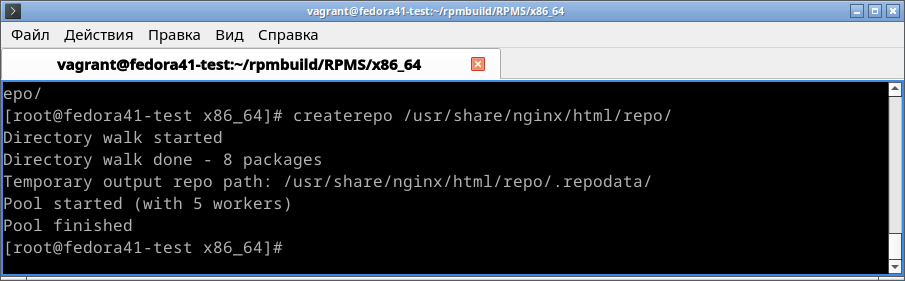 vagrant@fedora41-test:~/rpmbuild/RPMS/x86_64
Файл Действия Правка Вид Справка
vagrant@fedora41-test:~/rpmbuild/RPMS/x86_64
epo/
[root@fedora41-test x86_64]# createrepo /usr/share/nginx/html/repo/
Directory walk started
Directory walk done - 8 packages
Temporary output repo path: /usr/share/nginx/html/repo/.repodata/
Pool started (with 5 workers)
Pool finished
[root@fedora41-test x86_64]#